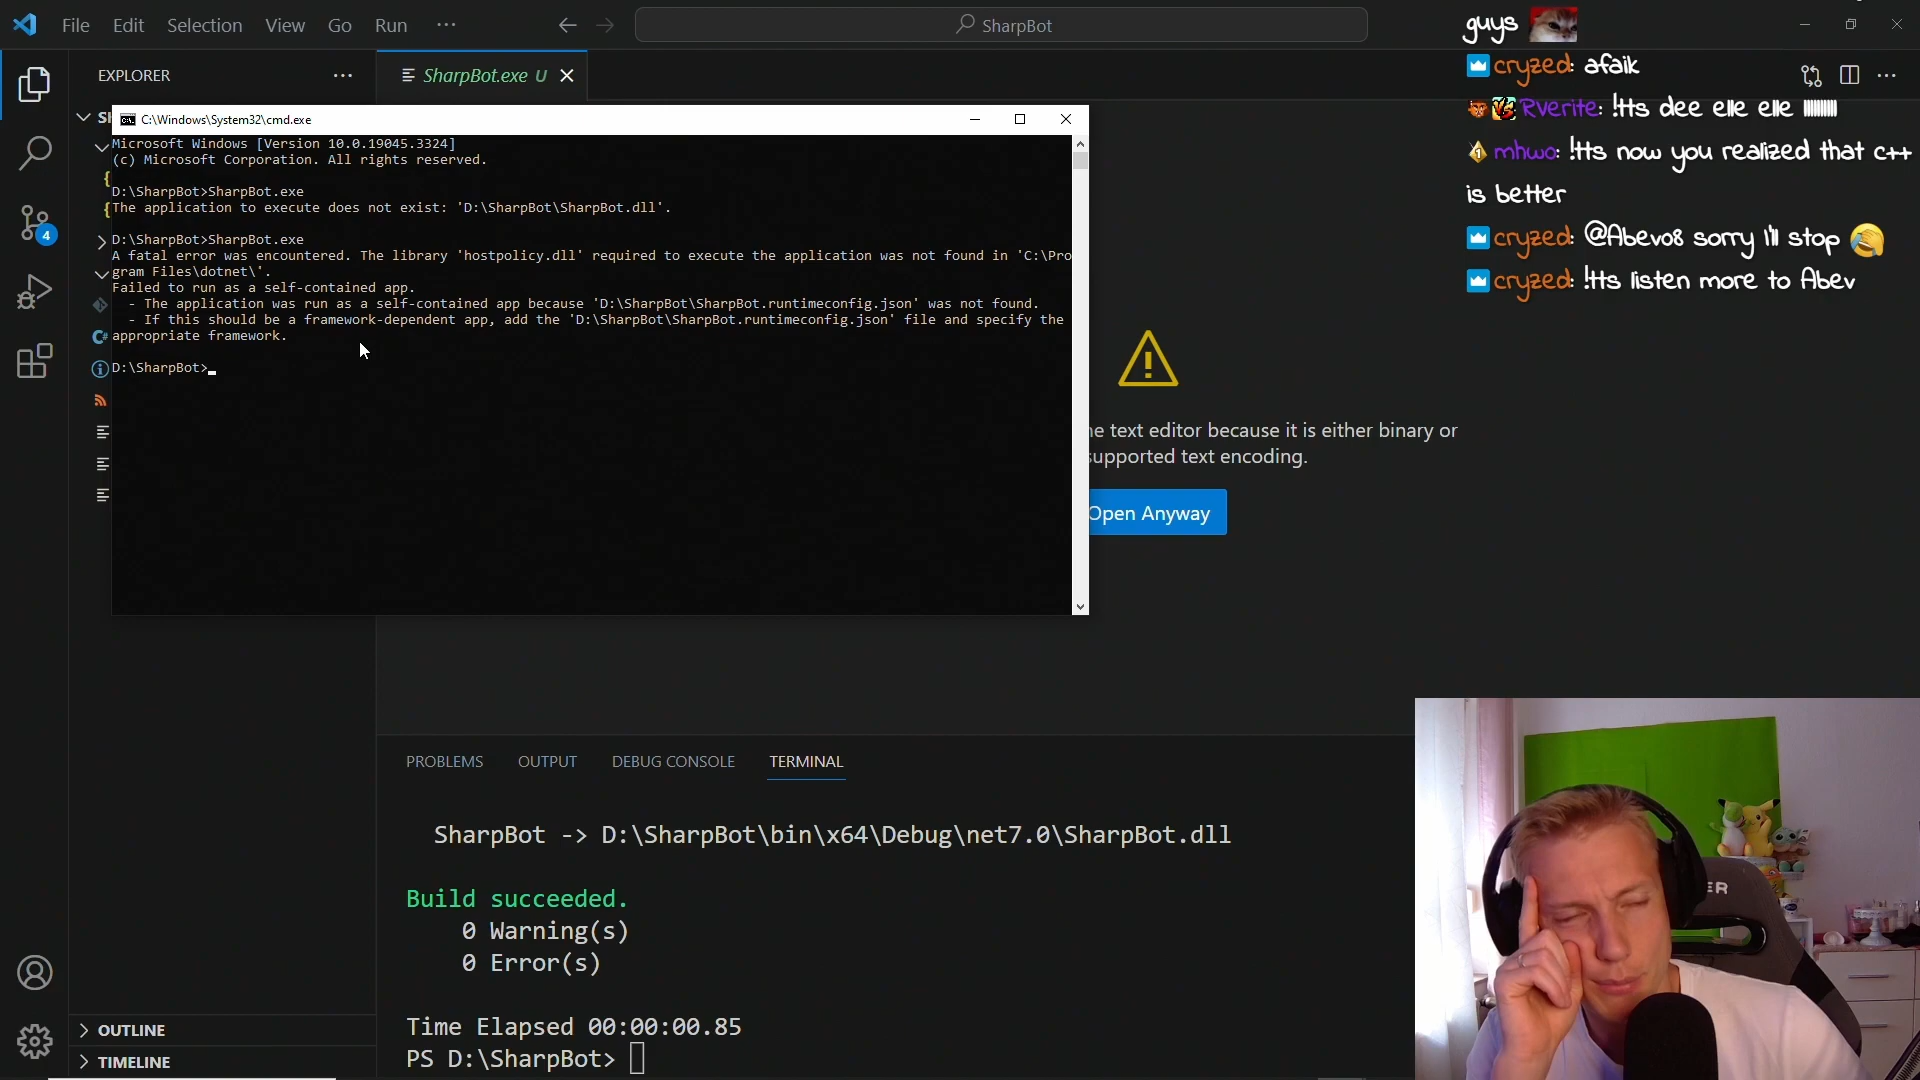 File Edit Selection View Go Run ···
SharpBot
EXPLORER
SharpBot.exe U
C:\Windows\System32\cmd.exe
Microsoft Windows [Version 10.0.19045.3324]
(c) Microsoft Corporation. All rights reserved.
D:\SharpBot>SharpBot.exe
The application to execute does not exist: 'D:\SharpBot\SharpBot.dll'.
D:\SharpBot>SharpBot.exe
A fatal error was encountered. The library 'hostpolicy.dll' required to execute the application was not found in 'C:\Pro
gram Files\dotnet\'.
Failed to run as a self-contained app.
- The application was run as a self-contained app because 'D:\SharpBot\SharpBot.runtimeconfig.json' was not found.
- If this should be a framework-dependent app, add the 'D:\SharpBot\SharpBot.runtimeconfig.json' file and specify the
appropriate framework.
D:\SharpBot>
text editor because it is either binary or
supported text encoding.
Open Anyway
guys
cryzed: afaik
Rverite: !tts dee elle elle
mhwo: !tts now you realized that c++
is better
cryzed: @Abev08 sorry I'll stop
cryzed: !tts listen more to Abev
4
PROBLEMS OUTPUT DEBUG CONSOLE TERMINAL
SharpBot -> D:\SharpBot\bin\x64\Debug\net7.0\SharpBot.dll
Build succeeded.
0 Warning(s)
0 Error(s)
Time Elapsed 00:00:00.85
PS D:\SharpBot>
OUTLINE
TIMELINE
ER